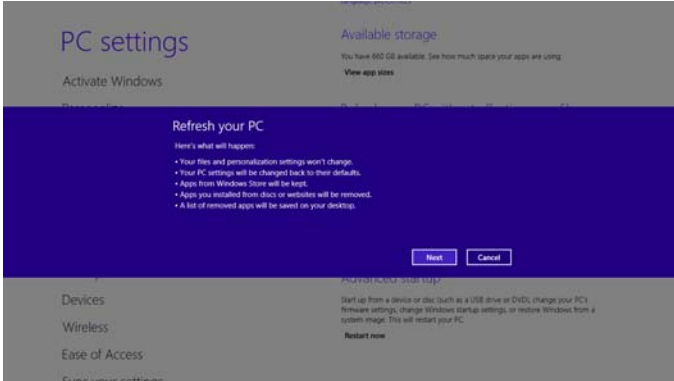 PC settings
Activate Windows
Available storage
You have 660 GB available. See how much space your apps are using.
View app sizes
Refresh your PC
Here's what will happen:
• Your files and personalization settings won't change.
• Your PC settings will be changed back to their defaults.
• Apps from Windows Store will be kept.
• Apps you installed from discs or websites will be removed.
• A list of removed apps will be saved on your desktop.
Next
Cancel
Devices
Wireless
Ease of Access
Sync your settings
Advanced startup
Start up from a device or disc (such as a USB drive or DVD), change your PC's
firmware settings, change Windows startup settings, or restore Windows from a
system image. This will restart your PC.
Restart now